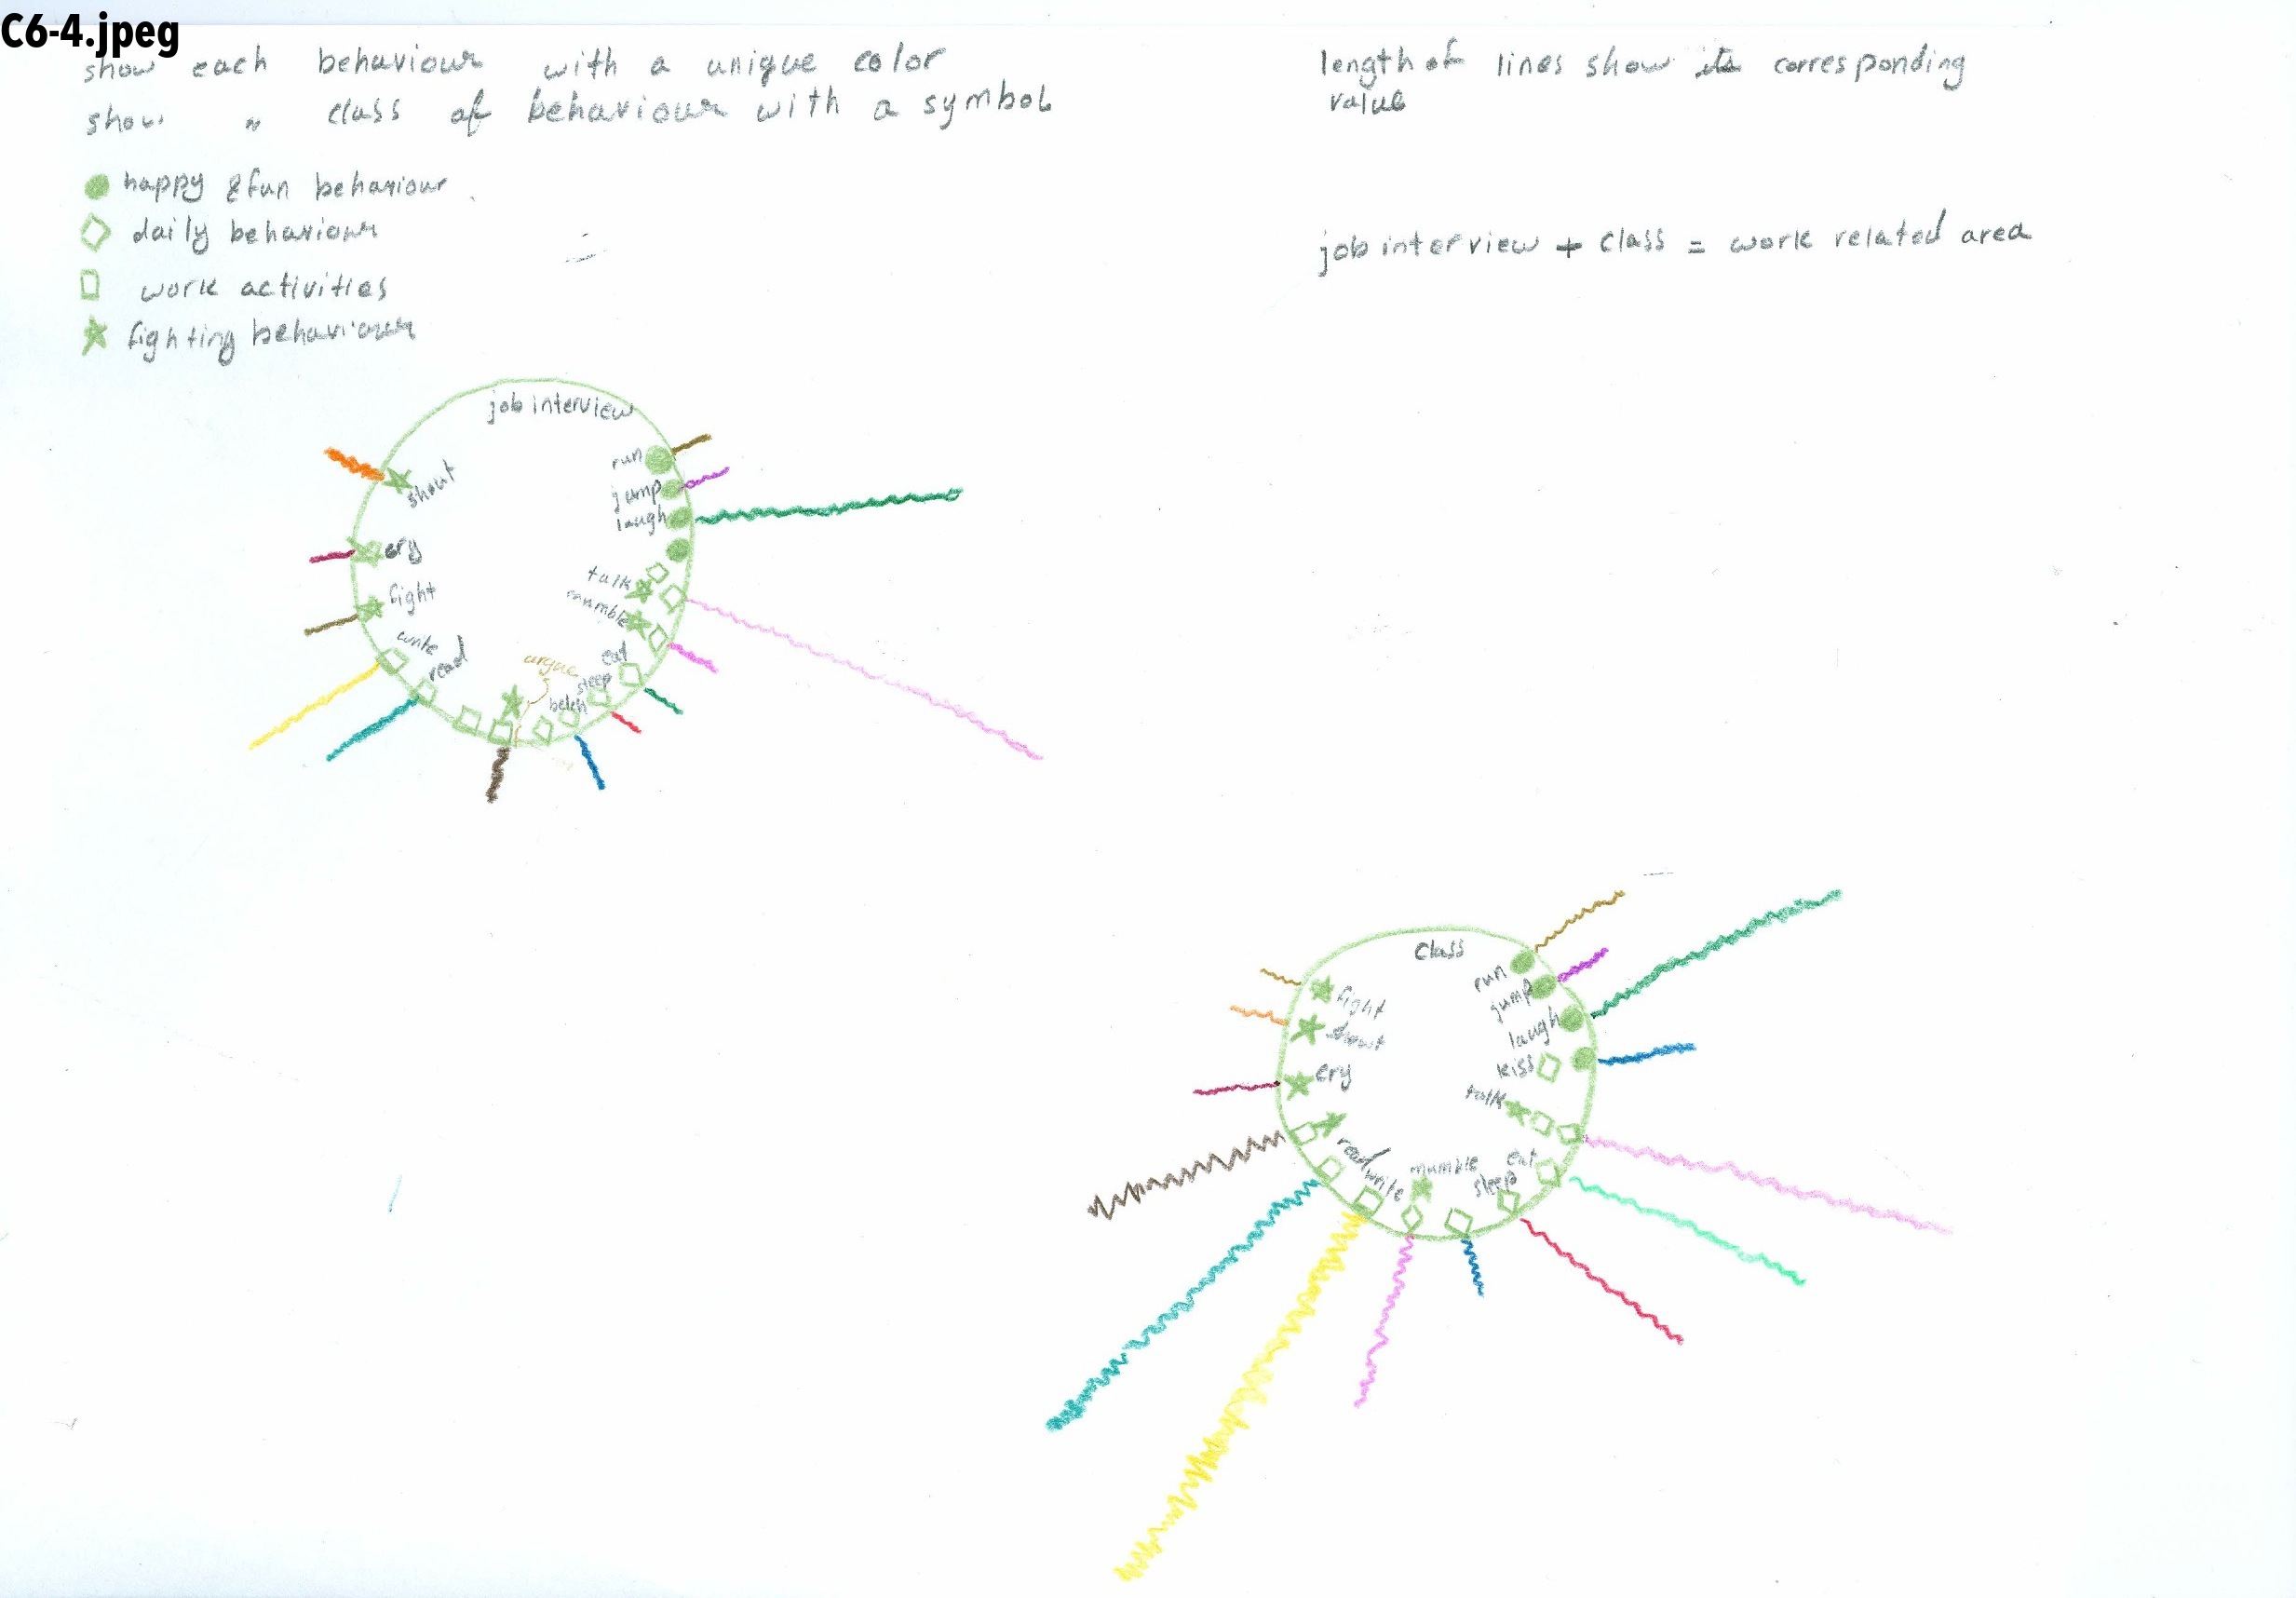 C6-4.jpeg
show each behaviour with a unique color
show " class of behaviour with a symbol
length of lines show its corresponding
value
happy & fun behaviour
daily behaviour
work activities
fighting behaviour
job interview + class = work related area
job interview
run
jump
laugh
talk
mumble
eat
sleep
belch
argue
read
write
fight
cry
shout
class
run
jump
laugh
kiss
talk
eat
sleep
mumble
write
read
cry
shout
fight